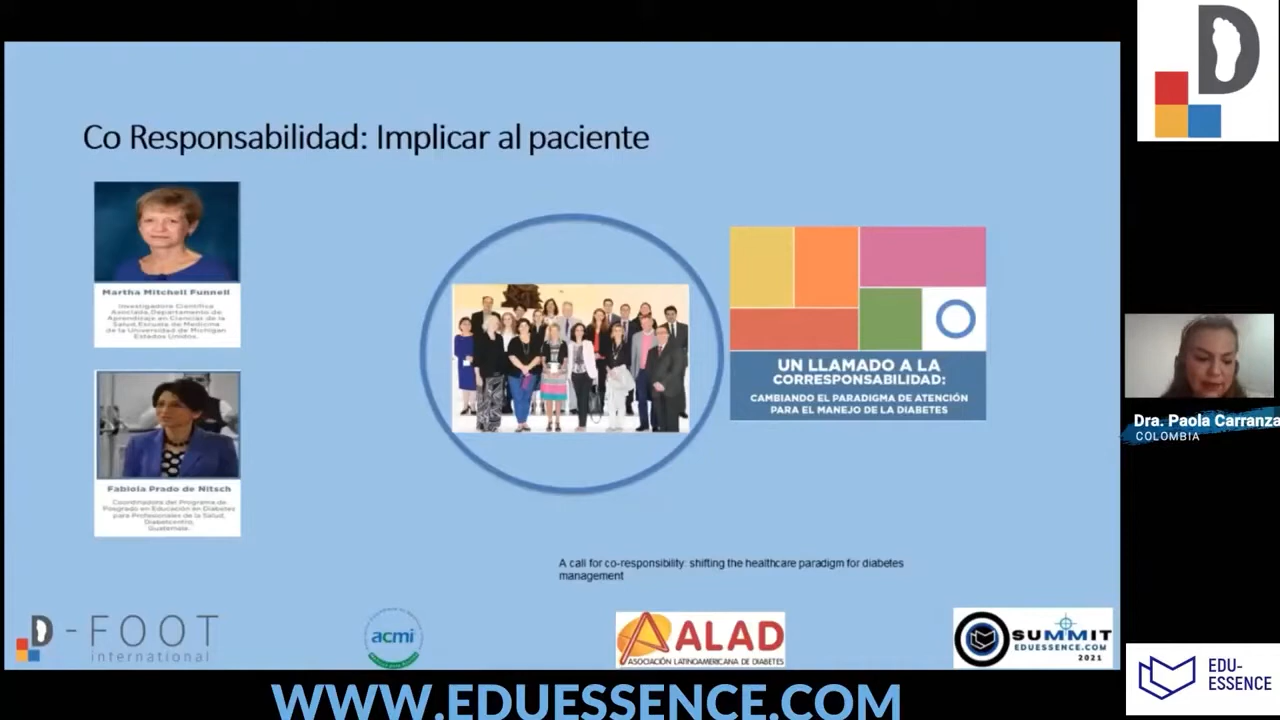 Co Responsabilidad: Implicar al paciente
Martha Mitchell Funnell
Investigadora Científica
Asociada, Departamento de
Aprendizaje en Ciencias de la
Salud, Escuela de Medicina
de la Universidad de Michigan
Estados Unidos.
Fabiola Prado de Nitsch
Coordinadora del Programa de
Posgrado en Educación en Diabetes
para Profesionales de la Salud,
Diabetcentro,
Guatemala.
UN LLAMADO A LA
CORRESPONSABILIDAD:
CAMBIANDO EL PARADIGMA DE ATENCIÓN
PARA EL MANEJO DE LA DIABETES
A call for co-responsibility: shifting the healthcare paradigm for diabetes
management
D-FOOT
international
acmi
ALAD
ASOCIACIÓN LATINOAMERICANA DE DIABETES
SUMMIT
EDUESSENCE.COM
2021
D
Dra. Paola Carranza
COLOMBIA
EDU-
ESSENCE
WWW.EDUESSENCE.COM